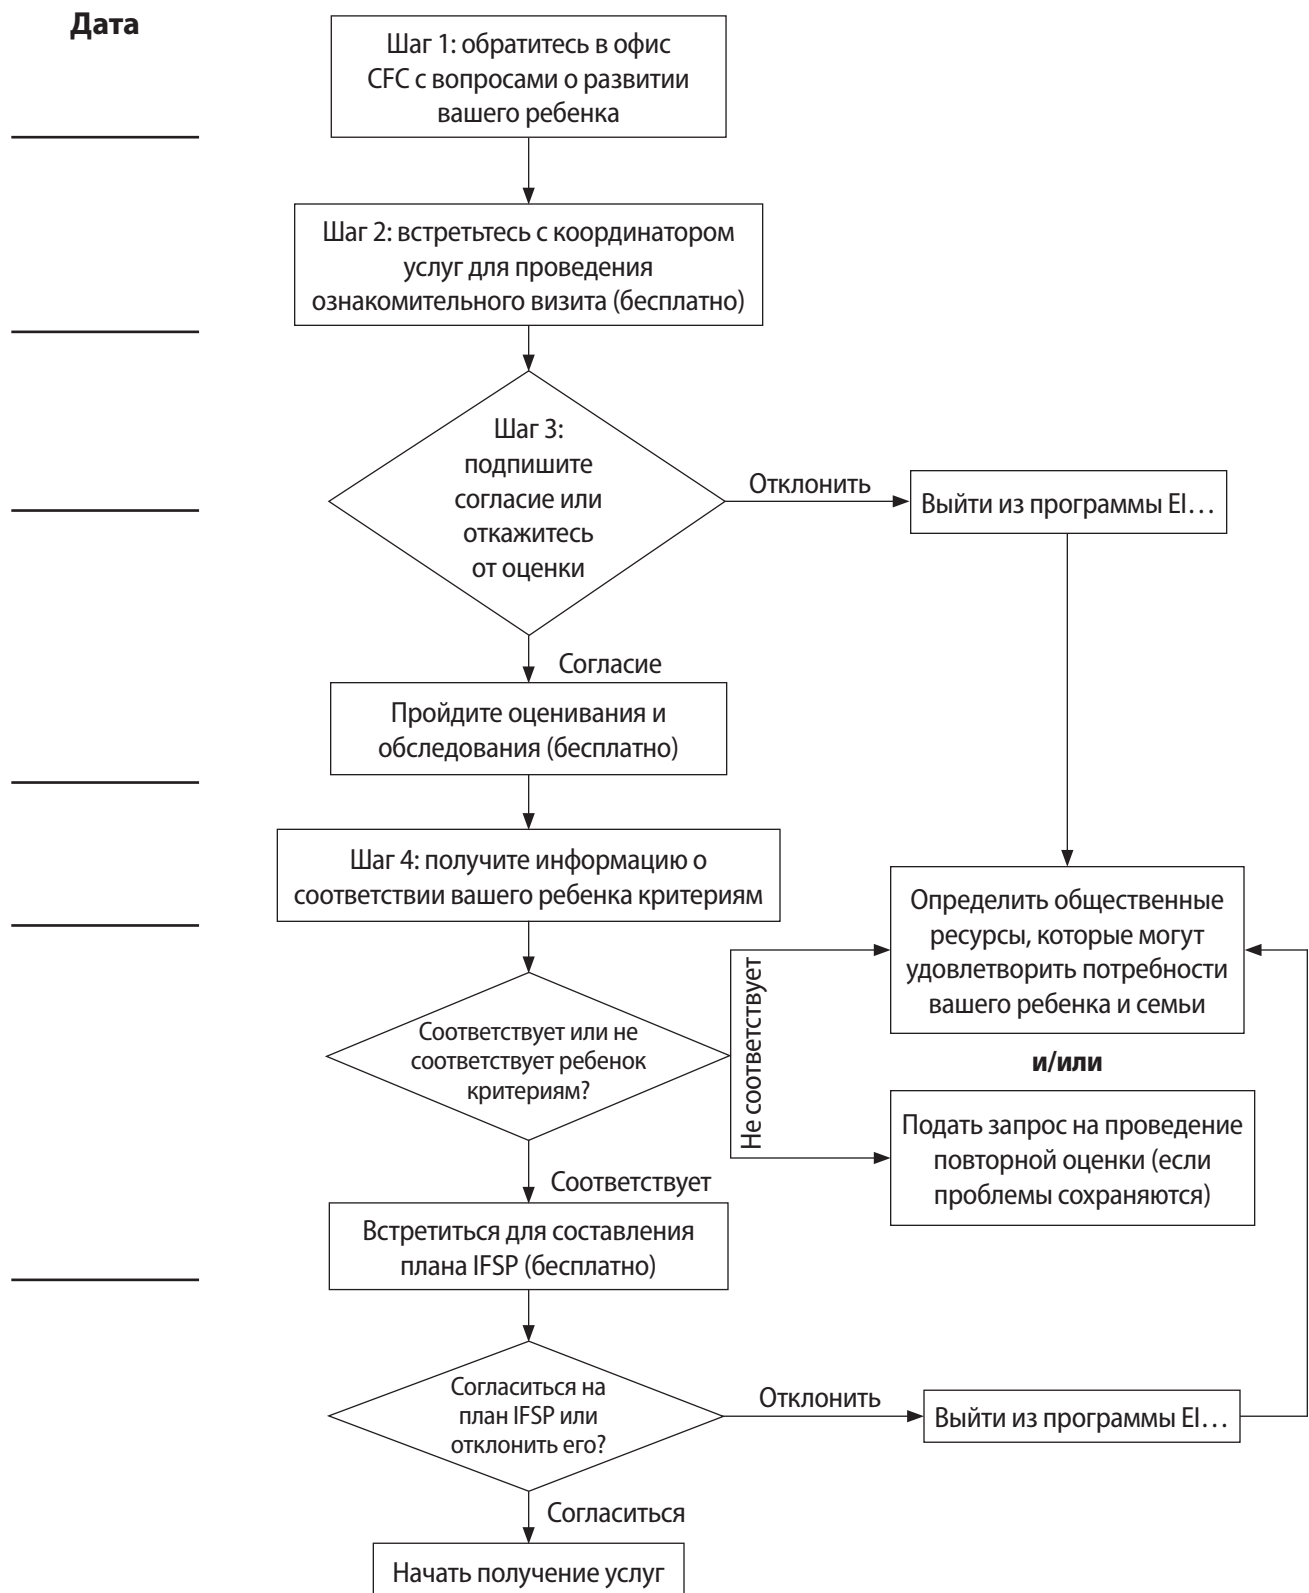 Дата
Шаг 1: обратитесь в офис
CFC с вопросами о развитии
вашего ребенка
Шаг 2: встретьтесь с координатором
услуг для проведения
ознакомительного визита (бесплатно)
Шаг 3:
подпишите
согласие или
откажитесь
от оценки
Отклонить
Выйти из программы EI…
Согласие
Пройдите оценивания и
обследования (бесплатно)
Шаг 4: получите информацию о
соответствии вашего ребенка критериям
Определить общественные
ресурсы, которые могут
удовлетворить потребности
вашего ребенка и семьи
Соответствует или не
соответствует ребенок
критериям?
Не соответствует
и/или
Подать запрос на проведение
повторной оценки (если
проблемы сохраняются)
Соответствует
Встретиться для составления
плана IFSP (бесплатно)
Согласиться на
план IFSP или
отклонить его?
Отклонить
Выйти из программы EI…
Согласиться
Начать получение услуг